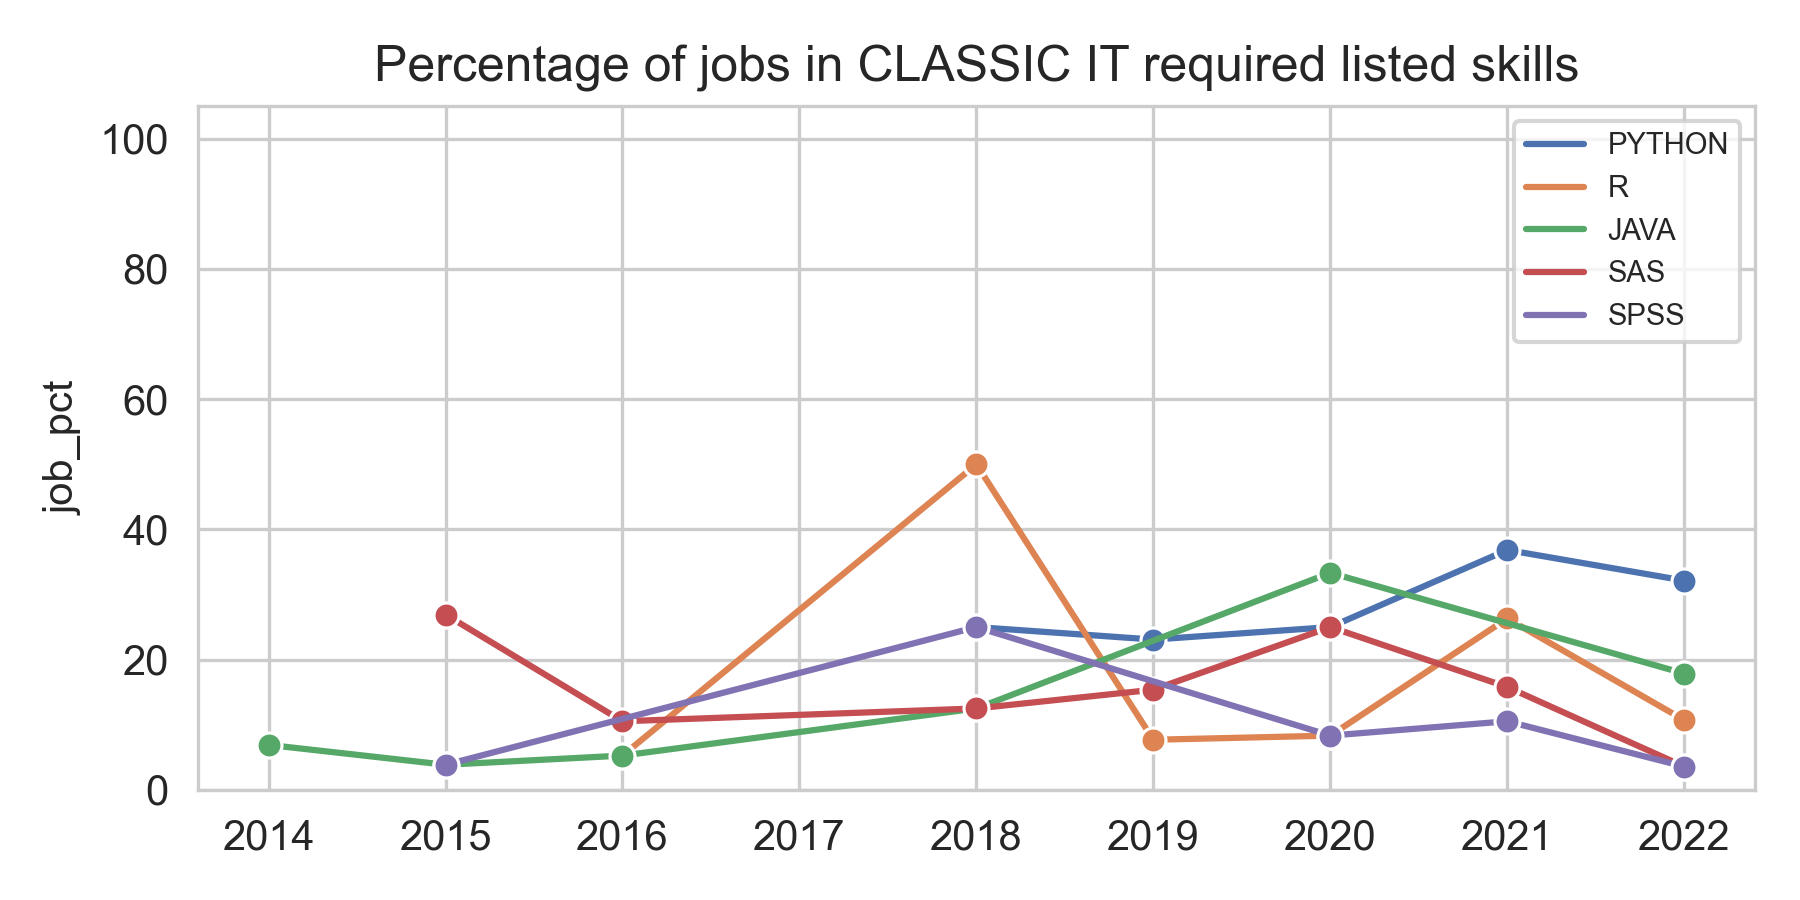 Percentage of jobs in CLASSIC IT required listed skills
100
80
60
40
20
0
job_pct
PYTHON
R
JAVA
SAS
SPSS
2014 2015 2016 2017 2018 2019 2020 2021 2022